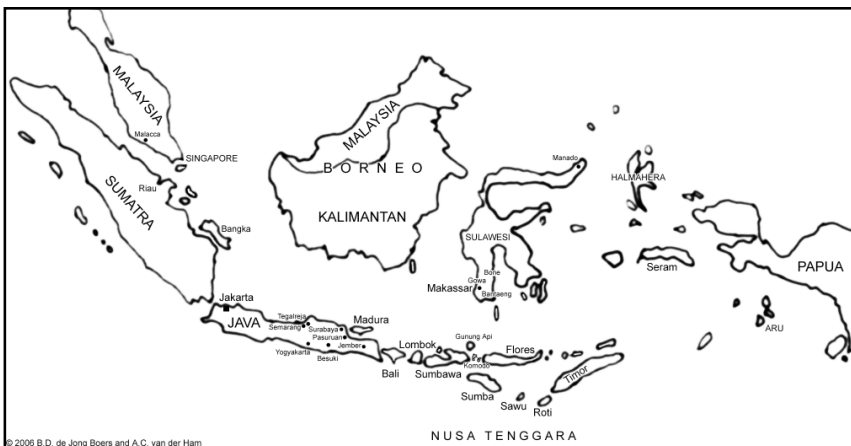 MALAYSIA
Malacca
SINGAPORE
Riau
SUMATRA
Bangka
MALAYSIA
BORNEO
KALIMANTAN
Manado
HALMAHERA
SULAWESI
Bone
Gowa
Makassar
Bantaeng
Seram
PAPUA
ARU
Jakarta
JAVA
Tegalreja
Semarang
Surabaya
Madura
Pasuruan
Jember
Yogyakarta
Besuki
Bali
Lombok
Sumbawa
Gunung Api
Komodo
Flores
Sumba
Sawu
Roti
Timor
NUSA TENGGARA
© 2006 B.D. de Jong Boers and A.C. van der Ham